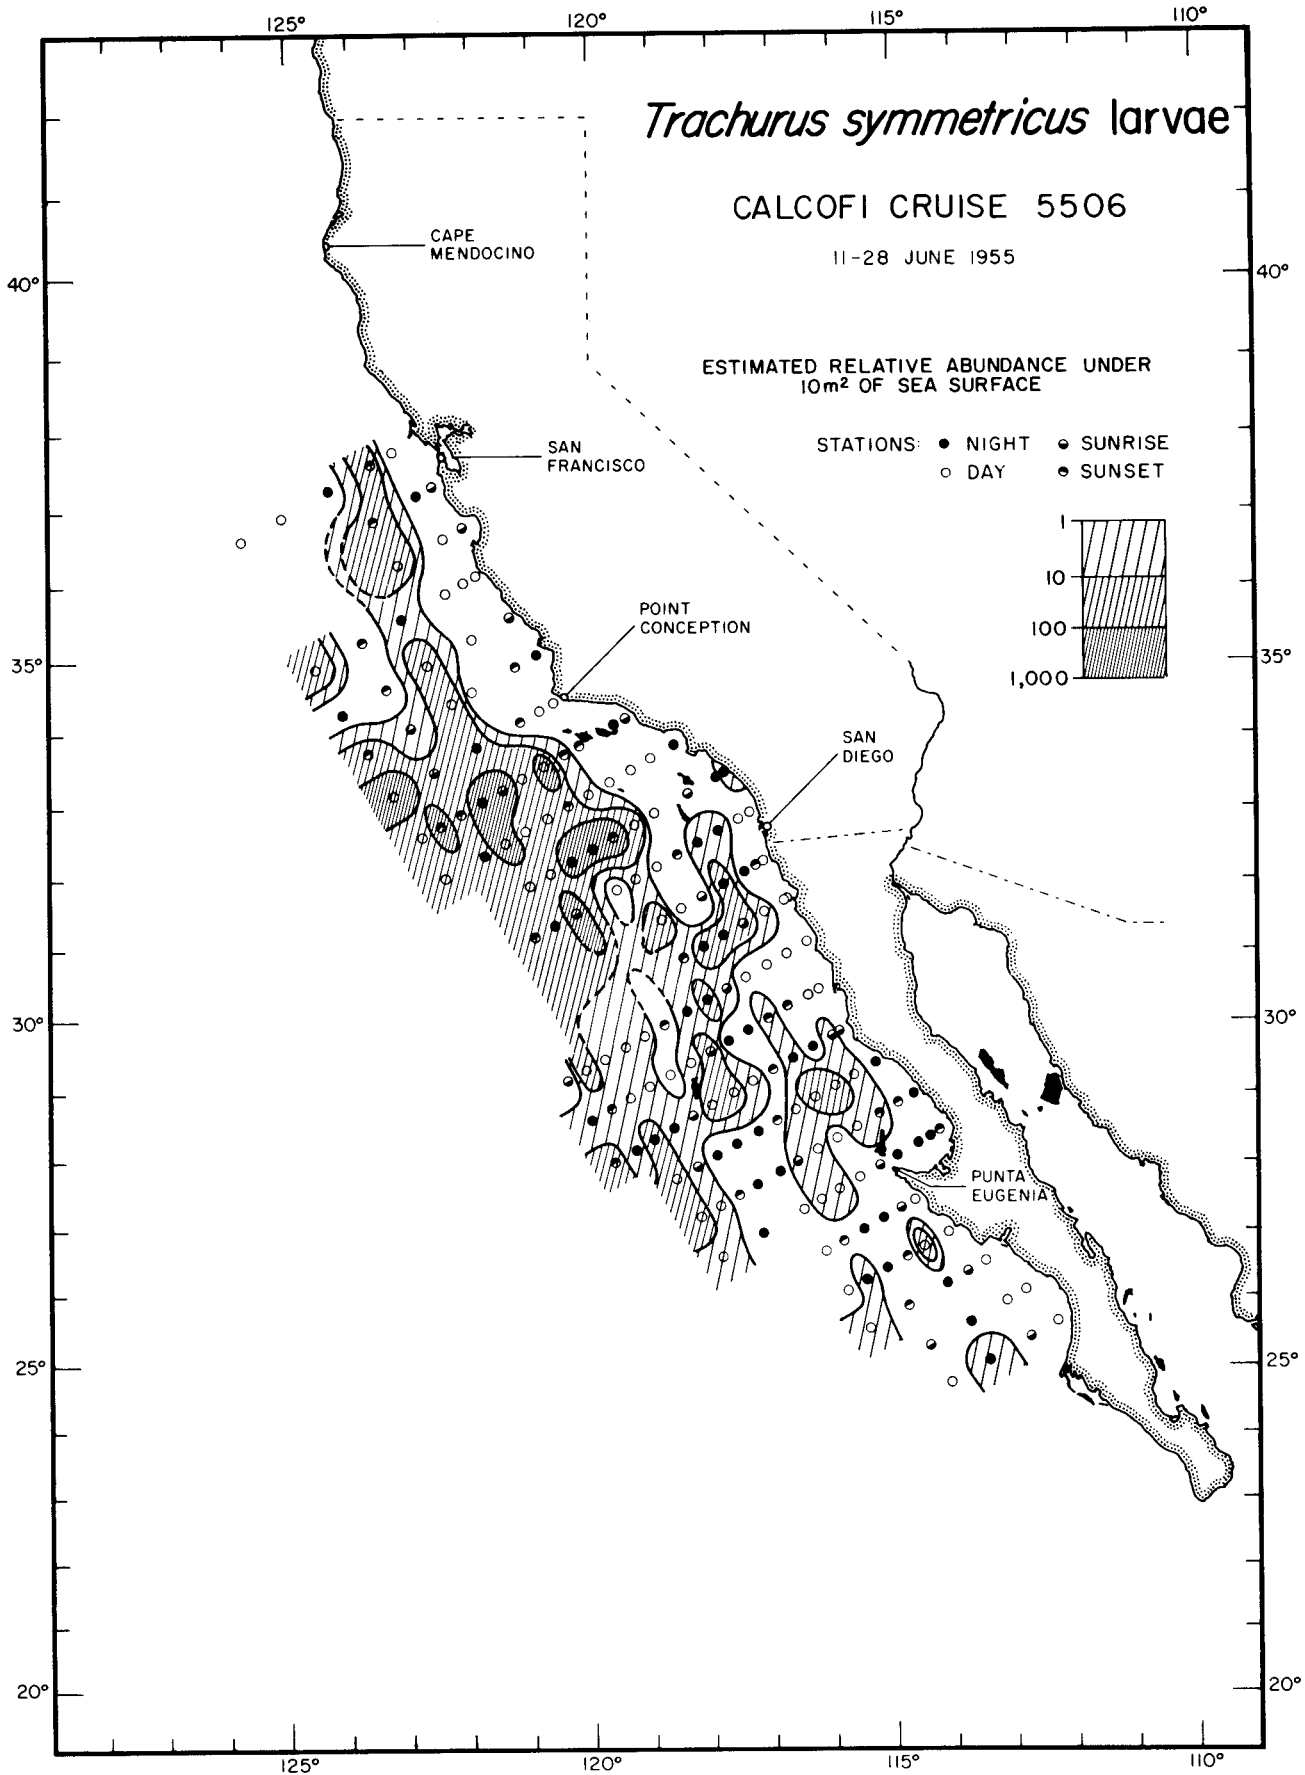 125° 120° 115° 110°
Trachurus symmetricus larvae
CALCOFI CRUISE 5506
11-28 JUNE 1955
CAPE
MENDOCINO
40° 40°
ESTIMATED RELATIVE ABUNDANCE UNDER
10m² OF SEA SURFACE
STATIONS: ● NIGHT ◒ SUNRISE
○ DAY ◓ SUNSET
SAN
FRANCISCO
1
10
100
1,000
POINT
CONCEPTION
35° 35°
SAN
DIEGO
30° 30°
PUNTA
EUGENIA
25° 25°
20° 20°
125° 120° 115° 110°